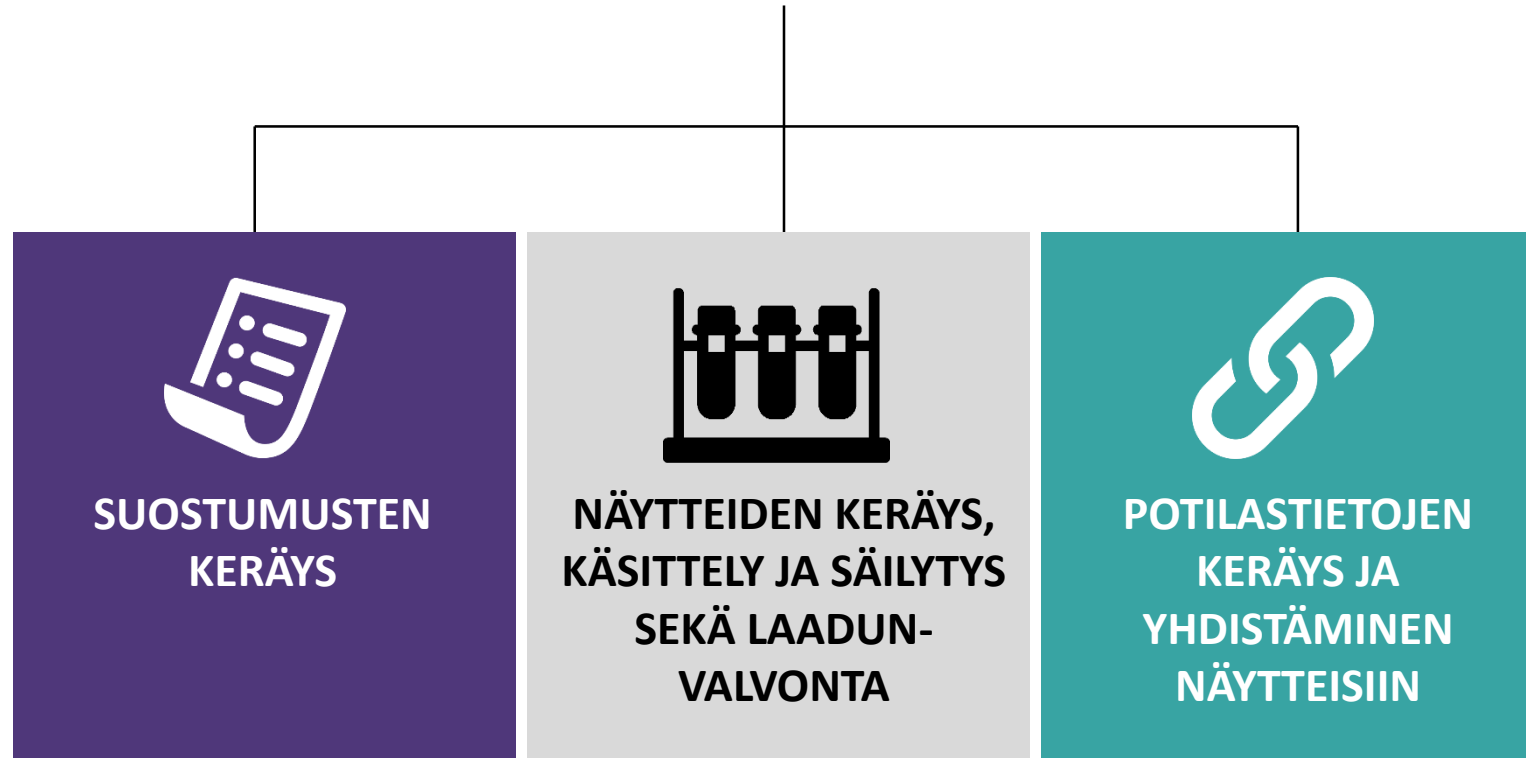 SUOSTUMUSTEN
KERÄYS
NÄYTTEIDEN KERÄYS,
KÄSITTELY JA SÄILYTYS
SEKÄ LAADUN-
VALVONTA
POTILASTIETOJEN
KERÄYS JA
YHDISTÄMINEN
NÄYTTEISIIN